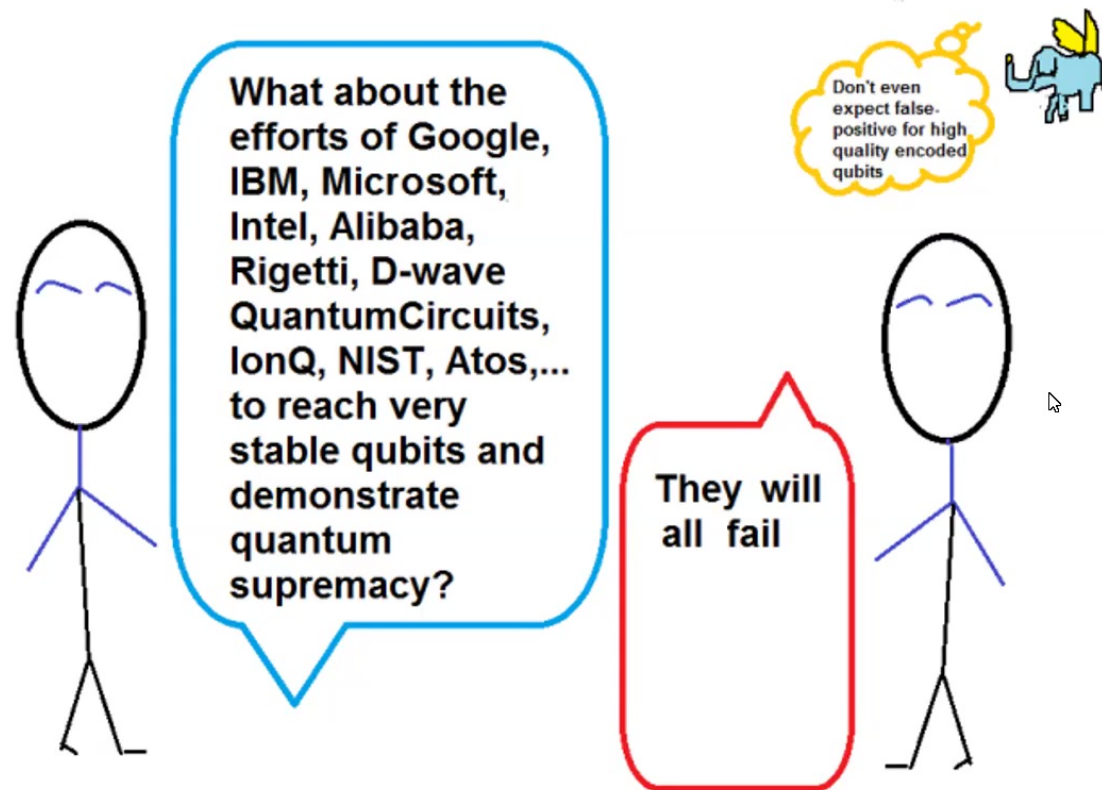 What about the
efforts of Google,
IBM, Microsoft,
Intel, Alibaba,
Rigetti, D-wave
QuantumCircuits,
IonQ, NIST, Atos,...
to reach very
stable qubits and
demonstrate
quantum
supremacy?
Don't even
expect false-
positive for high
quality encoded
qubits
They will
all fail